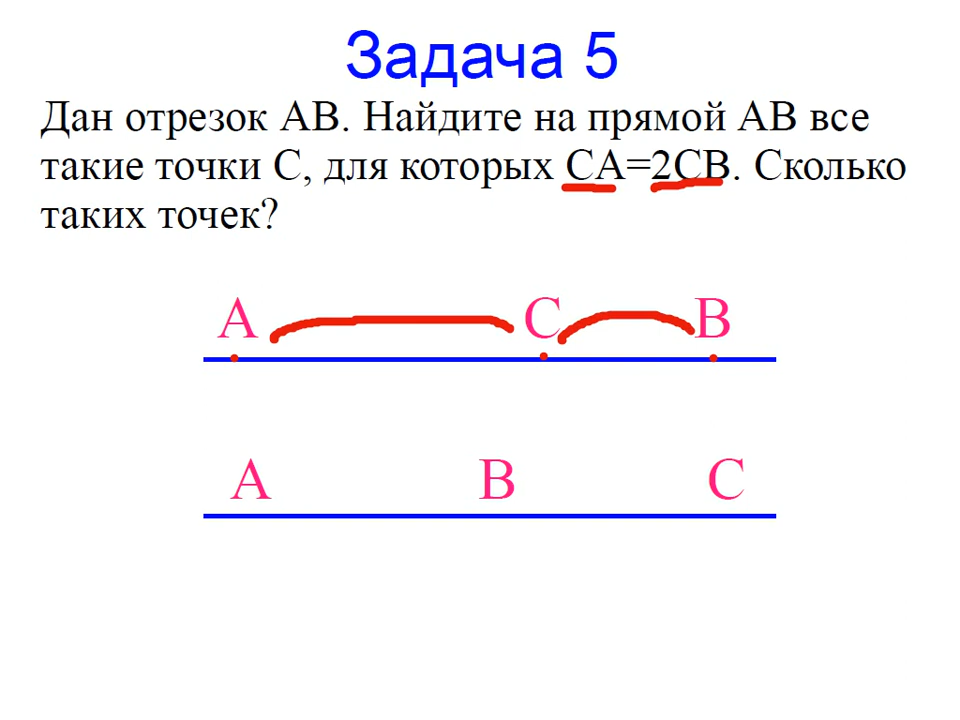 Задача 5
Дан отрезок АВ. Найдите на прямой АВ все
такие точки С, для которых СА=2СВ. Сколько
таких точек?
А С В
А В С